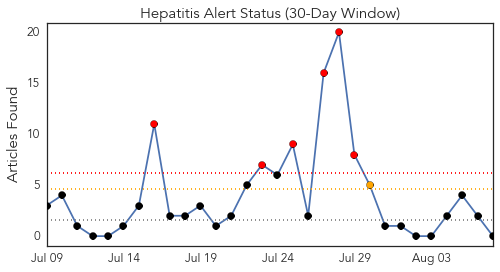 Hepatitis Alert Status (30-Day Window)
Articles Found
20
15
10
5
0
Jul 09 Jul 14 Jul 19 Jul 24 Jul 29 Aug 03